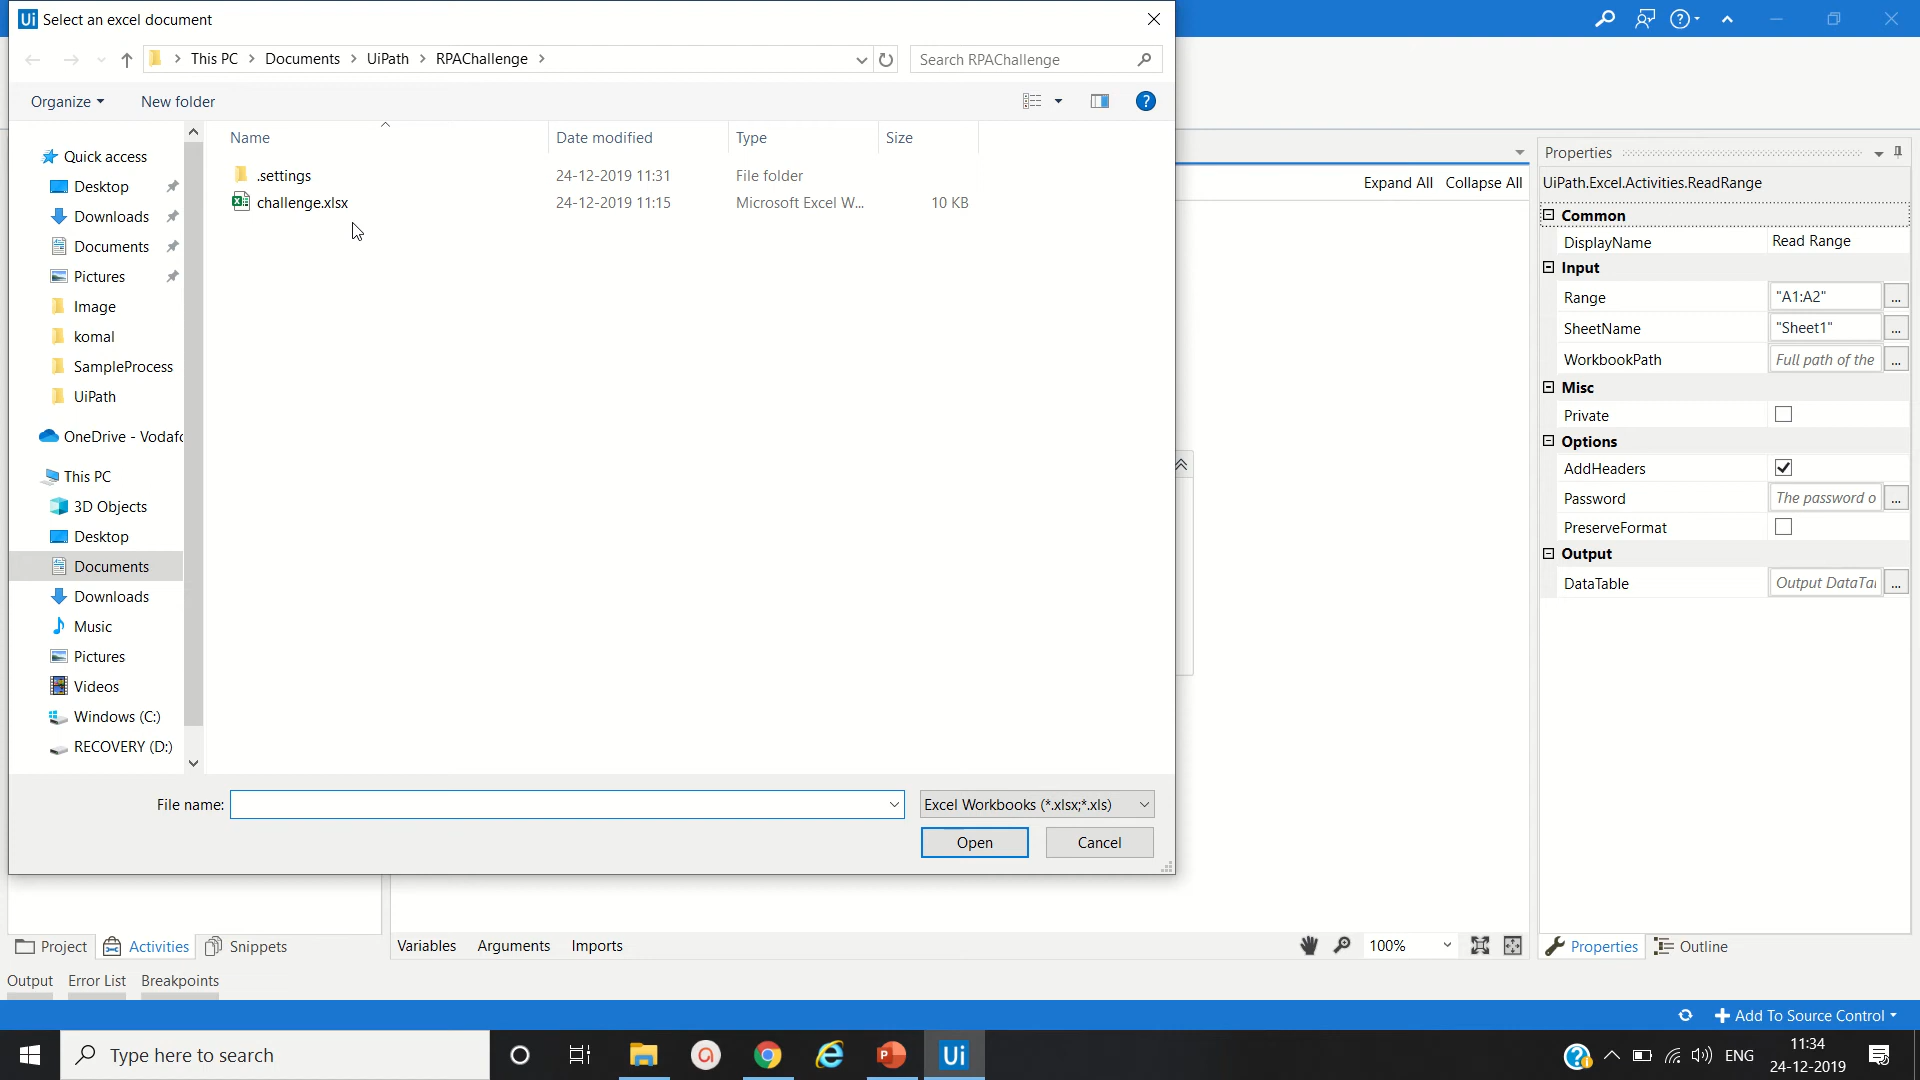 Ui Select an excel document
This PC > Documents > UiPath > RPAChallenge >
Search RPAChallenge
Organize
New folder
Name
Date modified
Type
Size
.settings
24-12-2019 11:31
File folder
challenge.xlsx
24-12-2019 11:15
Microsoft Excel W...
10 KB
Quick access
Desktop
Downloads
Documents
Pictures
Image
komal
SampleProcess
UiPath
OneDrive - Vodafo
This PC
3D Objects
Desktop
Documents
Downloads
Music
Pictures
Videos
Windows (C:)
RECOVERY (D:)
File name:
Excel Workbooks (*.xlsx;*.xls)
Open
Cancel
Expand All
Collapse All
Properties
UiPath.Excel.Activities.ReadRange
Common
DisplayName
Read Range
Input
Range
"A1:A2"
...
SheetName
"Sheet1"
...
WorkbookPath
Full path of the
...
Misc
Private
Options
AddHeaders
Password
The password o
...
PreserveFormat
Output
DataTable
Output DataTa
...
Project
Activities
Snippets
Variables
Arguments
Imports
100%
Properties
Outline
Output
Error List
Breakpoints
Add To Source Control
Type here to search
Ui
ENG
11:34
24-12-2019